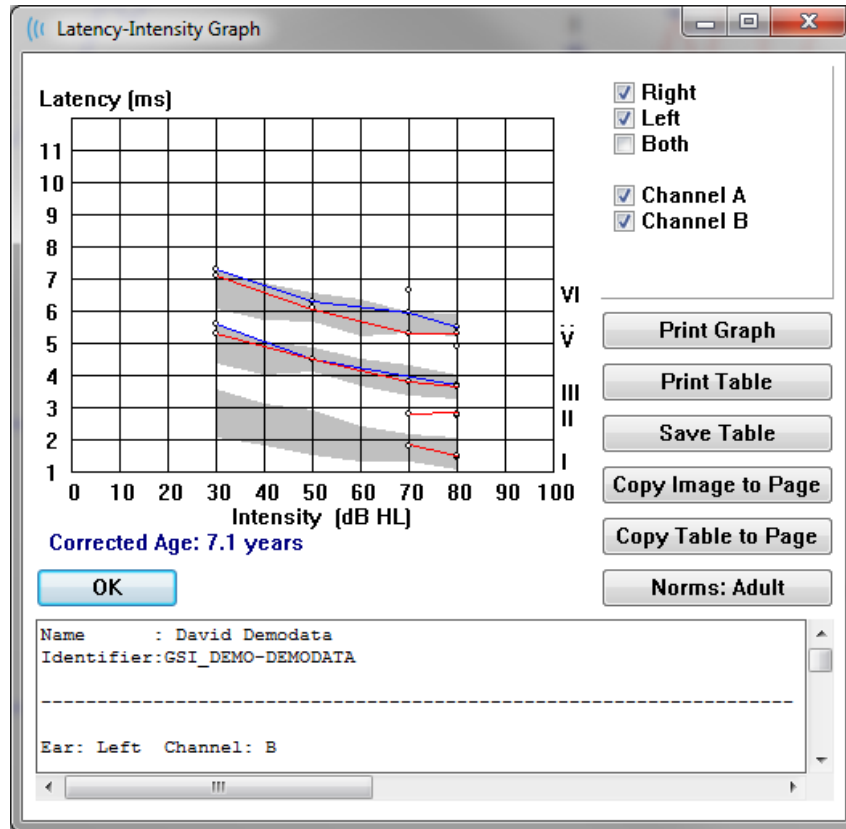 Latency-Intensity Graph
Latency (ms)
11
10
9
8
7
6
5
4
3
2
1
0 10 20 30 40 50 60 70 80 90 100
Intensity (dB HL)
VI
V
III
II
I
Corrected Age: 7.1 years
OK
Right
Left
Both
Channel A
Channel B
Print Graph
Print Table
Save Table
Copy Image to Page
Copy Table to Page
Norms: Adult
Name : David Demodata
Identifier:GSI_DEMO-DEMODATA
--------------------------------------------------------------------
Ear: Left Channel: B